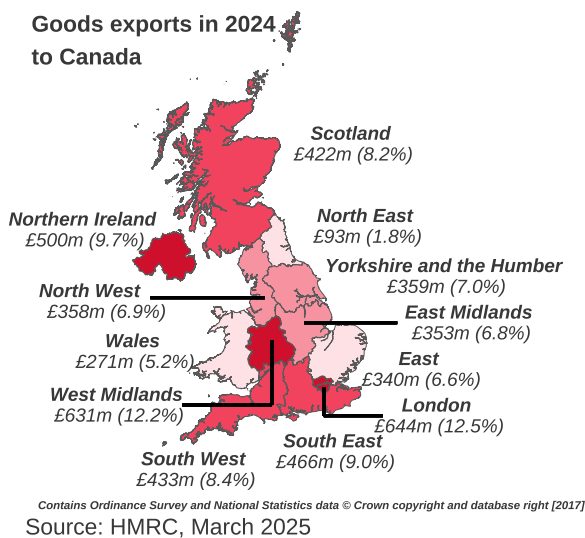 Goods exports in 2024
to Canada
Scotland
£422m (8.2%)
Northern Ireland
£500m (9.7%)
North East
£93m (1.8%)
Yorkshire and the Humber
£359m (7.0%)
North West
£358m (6.9%)
East Midlands
£353m (6.8%)
Wales
£271m (5.2%)
East
£340m (6.6%)
West Midlands
£631m (12.2%)
London
£644m (12.5%)
South East
£466m (9.0%)
South West
£433m (8.4%)
Contains Ordinance Survey and National Statistics data © Crown copyright and database right [2017]
Source: HMRC, March 2025